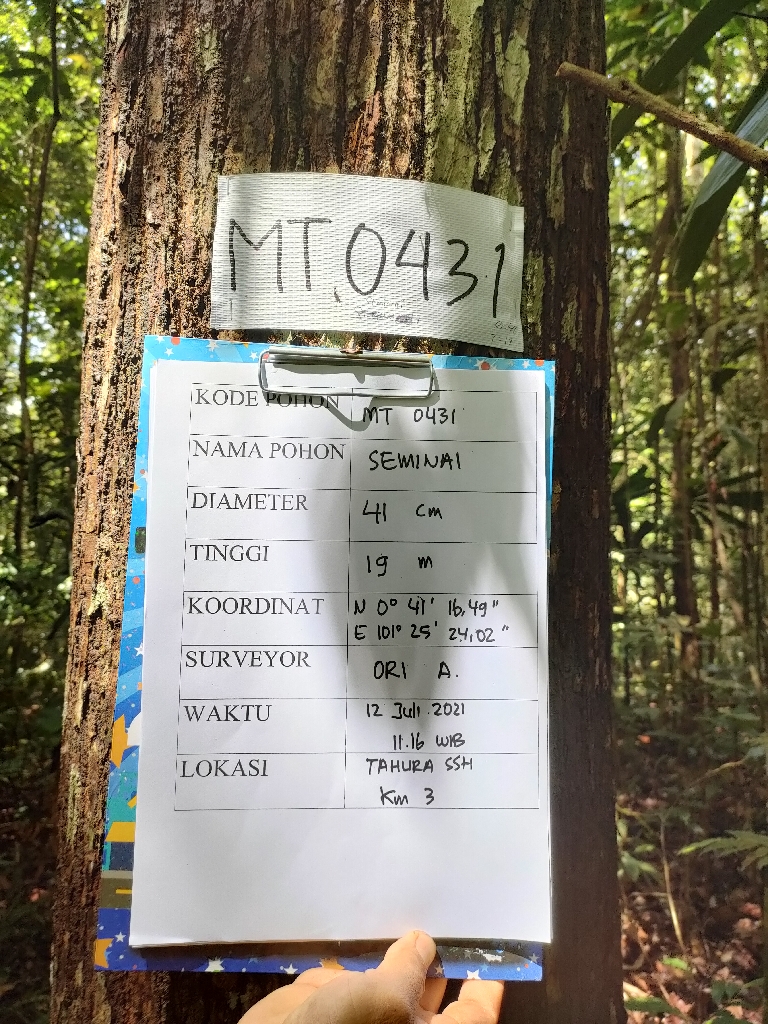 MT.0431
KODE POHON MT 0431
NAMA POHON SEMINAI
DIAMETER 41 cm
TINGGI 19 m
KOORDINAT N 0° 41' 16,49"
E 101° 25' 24,02"
SURVEYOR ORI A.
WAKTU 12 Juli 2021
11.16 WIB
LOKASI TAHURA SSH
Km 3